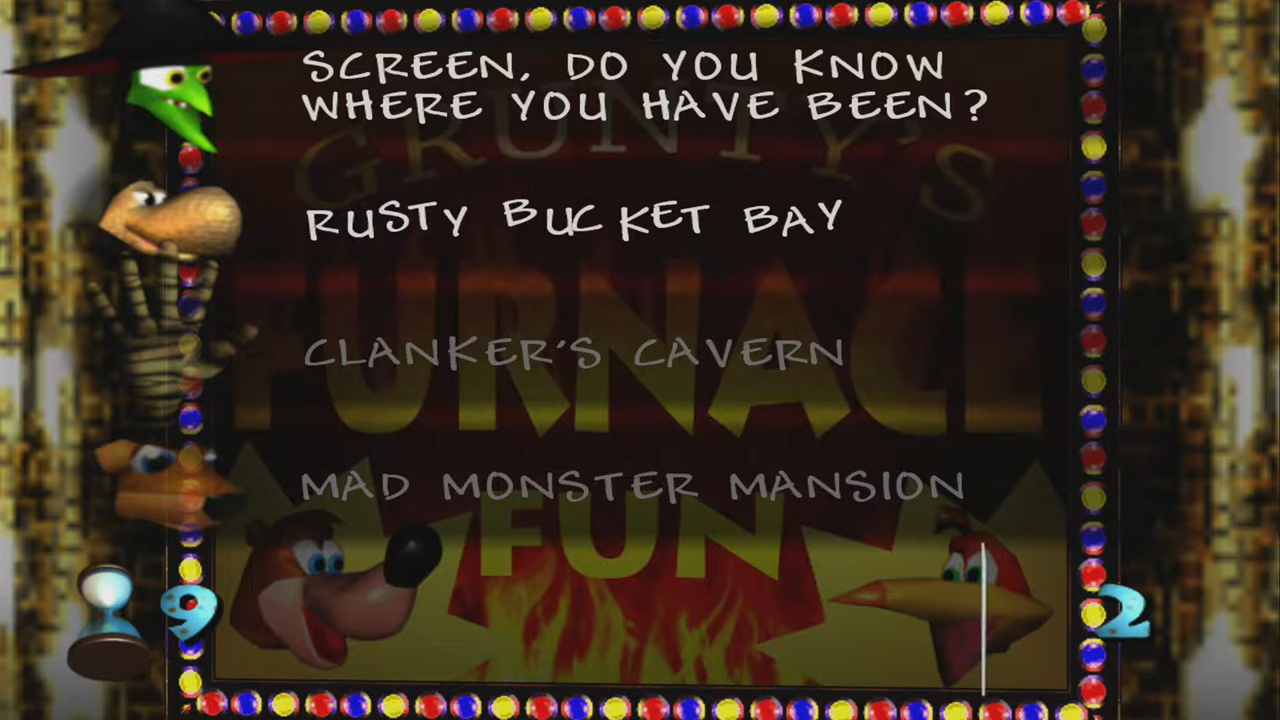 SCREEN, DO YOU KNOW
WHERE YOU HAVE BEEN?
GRUNTY'S
RUSTY BUCKET BAY
FURNACE
CLANKER'S CAVERN
MAD MONSTER MANSION
FUN
9
2